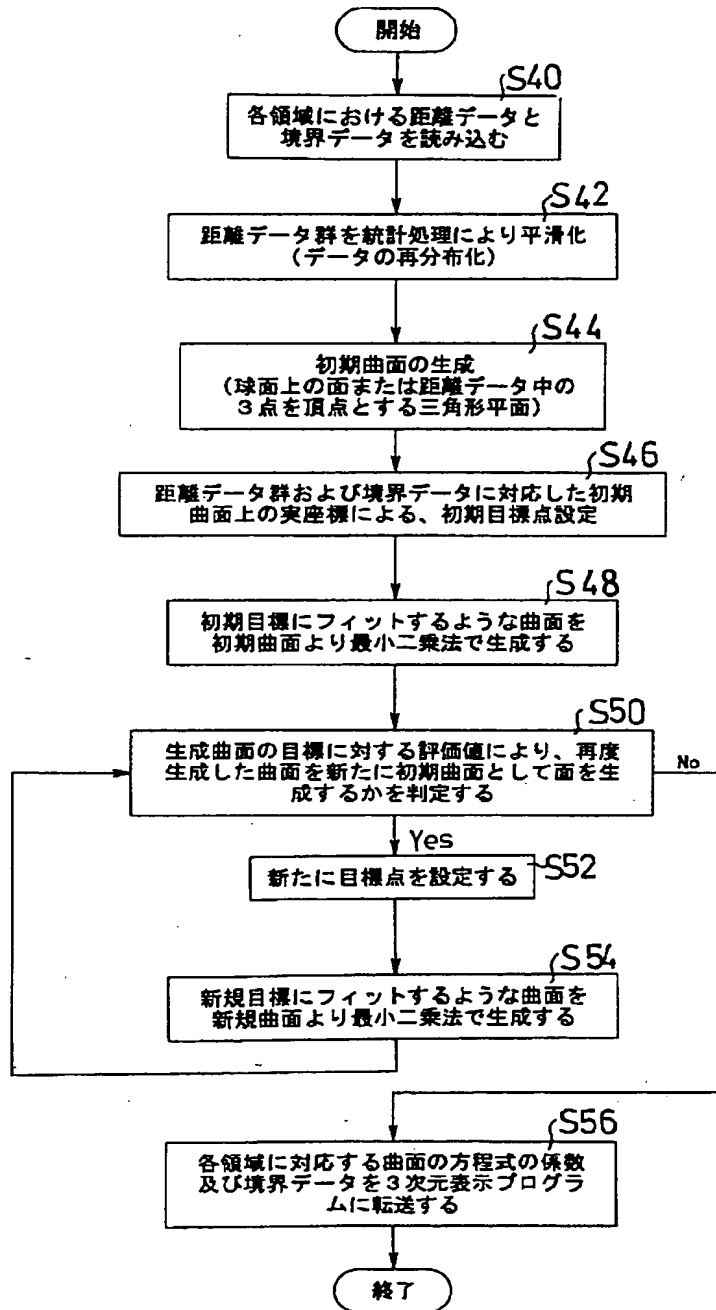 開始
S40
各領域における距離データと
境界データを読み込む
S42
距離データ群を統計処理により平滑化
(データの再分布化)
S44
初期曲面の生成
(球面上の面または距離データ中の
3点を頂点とする三角形平面)
S46
距離データ群および境界データに対応した初期
曲面上の実座標による、初期目標点設定
S48
初期目標にフィットするような曲面を
初期曲面より最小二乗法で生成する
S50
生成曲面の目標に対する評価値により、再度
生成した曲面を新たに初期曲面として面を生
成するかを判定する
No
Yes
新たに目標点を設定する
S52
S54
新規目標にフィットするような曲面を
新規曲面より最小二乗法で生成する
S56
各領域に対応する曲面の方程式の係数
及び境界データを3次元表示プログラ
ムに転送する
終了